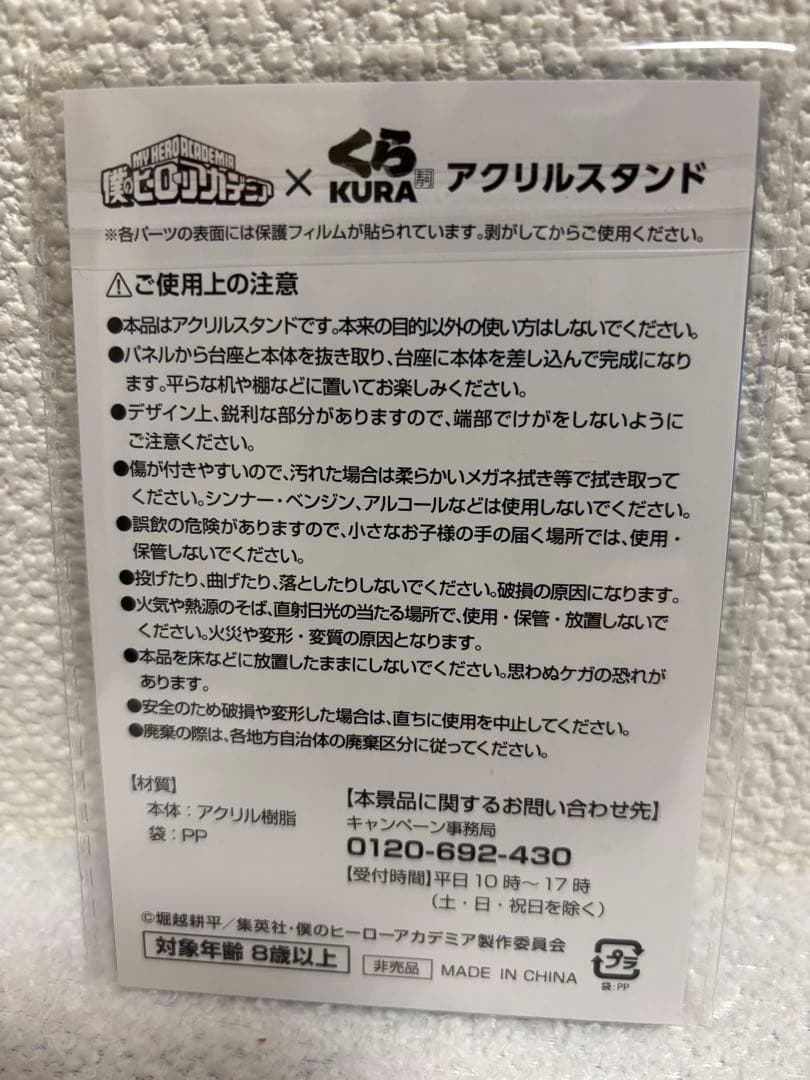 MY HERO ACADEMIA
僕のヒーローアカデミア × くら KURA 寿司 アクリルスタンド
※各パーツの表面には保護フィルムが貼られています。剥がしてからご使用ください。
⚠ご使用上の注意
●本品はアクリルスタンドです。本来の目的以外の使い方はしないでください。
●パネルから台座と本体を抜き取り、台座に本体を差し込んで完成になり
ます。平らな机や棚などに置いてお楽しみください。
●デザイン上、鋭利な部分がありますので、端部でけがをしないように
ご注意ください。
●傷が付きやすいので、汚れた場合は柔らかいメガネ拭き等で拭き取って
ください。シンナー・ベンジン、アルコールなどは使用しないでください。
●誤飲の危険がありますので、小さなお子様の手の届く場所では、使用・
保管しないでください。
●投げたり、曲げたり、落としたりしないでください。破損の原因になります。
●火気や熱源のそば、直射日光の当たる場所で、使用・保管・放置しないで
ください。火災や変形・変質の原因となります。
●本品を床などに放置したままにしないでください。思わぬケガの恐れが
あります。
●安全のため破損や変形した場合は、直ちに使用を中止してください。
●廃棄の際は、各地方自治体の廃棄区分に従ってください。
【材質】
本体：アクリル樹脂
袋：PP
【本景品に関するお問い合わせ先】
キャンペーン事務局
0120-692-430
【受付時間】平日10時～17時
（土・日・祝日を除く）
©堀越耕平／集英社・僕のヒーローアカデミア製作委員会
対象年齢 8歳以上
非売品
MADE IN CHINA
プラ
袋:PP